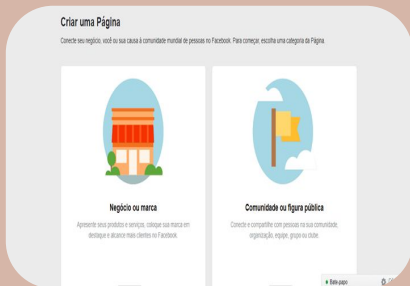 Criar uma Página
Conecte seu negócio, você ou sua causa à comunidade mundial de pessoas no Facebook. Para começar, escolha uma categoria da Página.
Negócio ou marca
Apresente seus produtos e serviços, coloque sua marca em
destaque e alcance mais clientes no Facebook.
Comunidade ou figura pública
Conecte e compartilhe com pessoas na sua comunidade,
organização, equipe, grupo ou clube.
Bate-papo